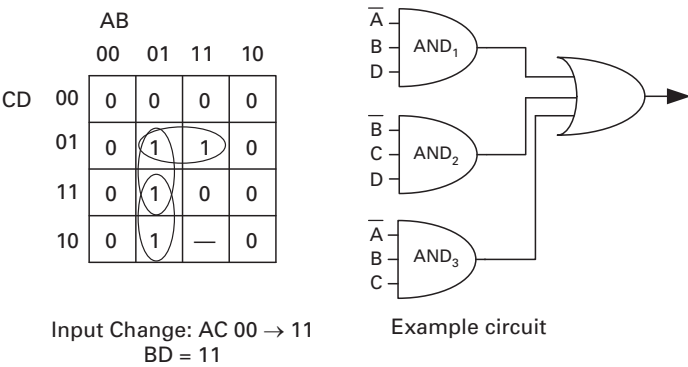 AB
00 01 11 10
CD 00 0 0 0 0
01 0 1 1 0
11 0 1 0 0
10 0 1 — 0
Input Change: AC 00 → 11
BD = 11
A̅
B
D
AND₁
B̅
C
D
AND₂
A̅
B
C
AND₃
Example circuit